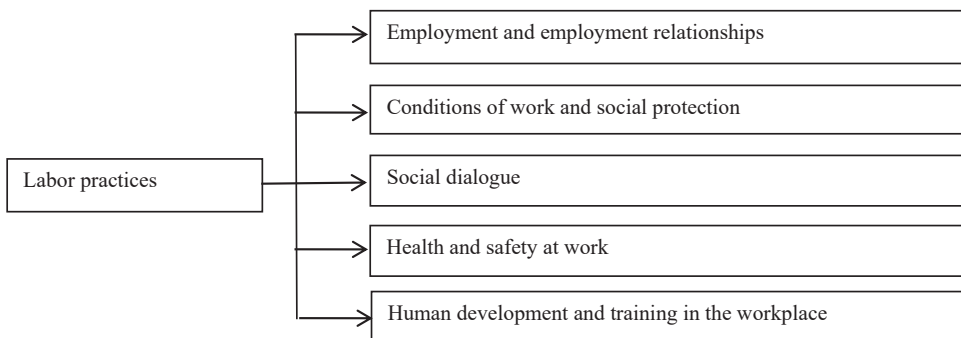 Employment and employment relationships
Conditions of work and social protection
Labor practices
Social dialogue
Health and safety at work
Human development and training in the workplace